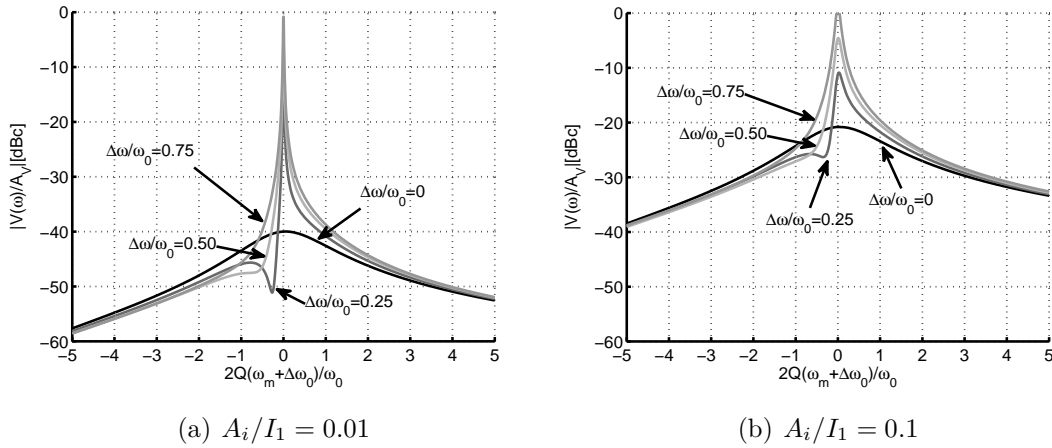 0
−10
−20
−30
−40
−50
−60
|V(ω)/A_V|[dBc]
Δω/ω_0=0.75
Δω/ω_0=0
Δω/ω_0=0.50
Δω/ω_0=0.25
−5 −4 −3 −2 −1 0 1 2 3 4 5
2Q(ω_m+Δω_0)/ω_0
(a) A_i/I_1 = 0.01
0
−10
−20
−30
−40
−50
−60
|V(ω)/A_V|[dBc]
Δω/ω_0=0.75
Δω/ω_0=0.50
Δω/ω_0=0
Δω/ω_0=0.25
−5 −4 −3 −2 −1 0 1 2 3 4 5
2Q(ω_m+Δω_0)/ω_0
(b) A_i/I_1 = 0.1